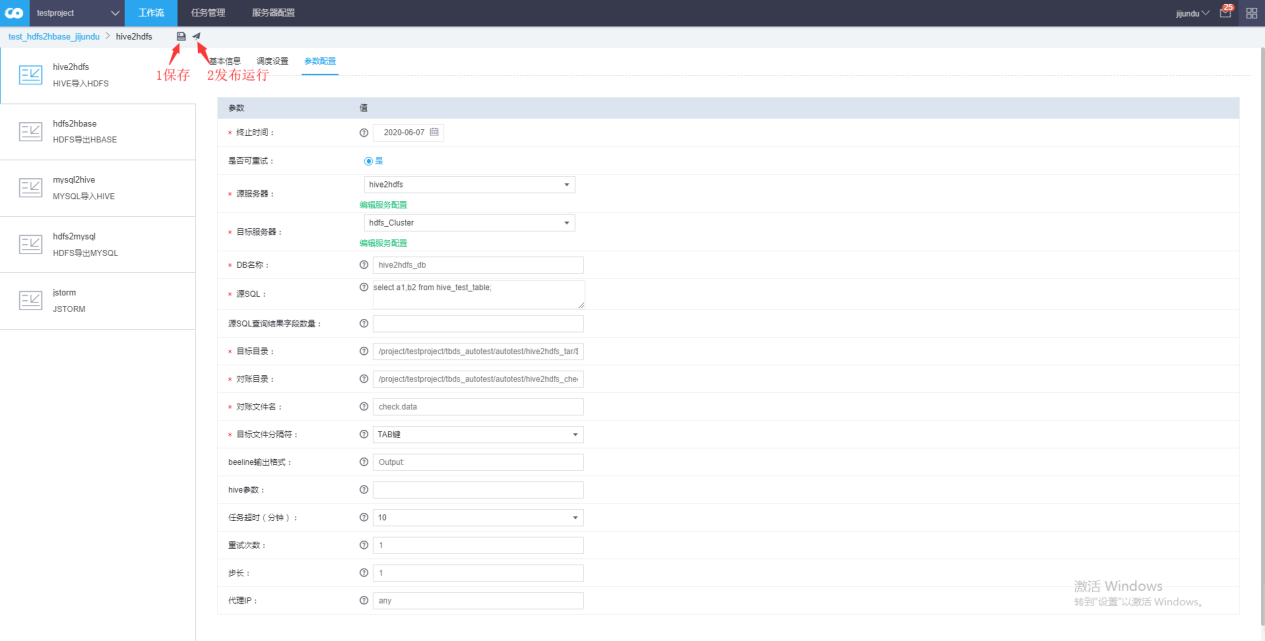 testproject 工作流 任务管理 服务器配置 jijundu 25
test_hdfs2hbase_jijundu > hive2hdfs
1保存 2发布运行
基本信息 调度设置 参数配置
hive2hdfs
HIVE导入HDFS
hdfs2hbase
HDFS导出HBASE
mysql2hive
MYSQL导入HIVE
hdfs2mysql
HDFS导出MYSQL
jstorm
JSTORM
参数 值
* 终止时间： 2020-06-07
是否可重试： 是
* 源服务器： hive2hdfs
编辑服务配置
* 目标服务器： hdfs_Cluster
编辑服务配置
* DB名称： hive2hdfs_db
* 源SQL： select a1,b2 from hive_test_table;
源SQL查询结果字段数量：
* 目标目录： /project/testproject/tbds_autotest/autotest/hive2hdfs_tar/$
* 对账目录： /project/testproject/tbds_autotest/autotest/hive2hdfs_che
* 对账文件名： check.data
* 目标文件分隔符： TAB键
beeline输出格式： Output:
hive参数：
任务超时（分钟）： 10
重试次数： 1
步长： 1
代理IP： any
激活 Windows
转到"设置"以激活 Windows。